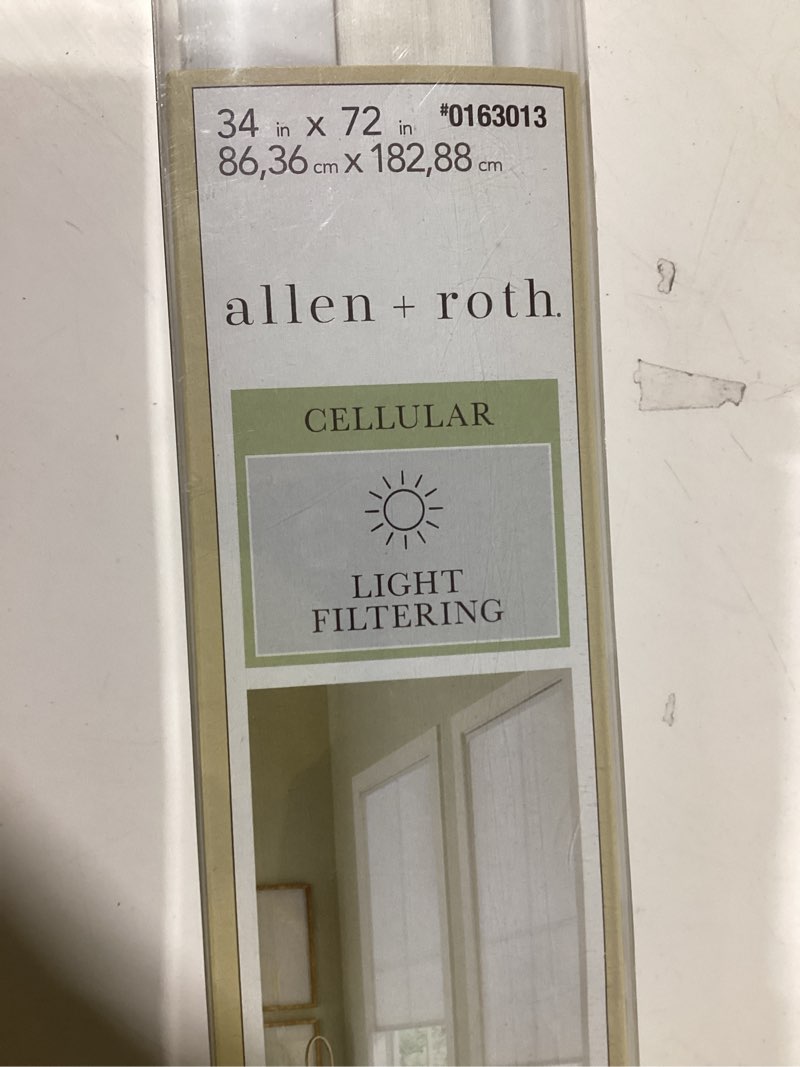 34 in x 72 in #0163013
86,36 cm x 182,88 cm
allen + roth.
CELLULAR
LIGHT
FILTERING